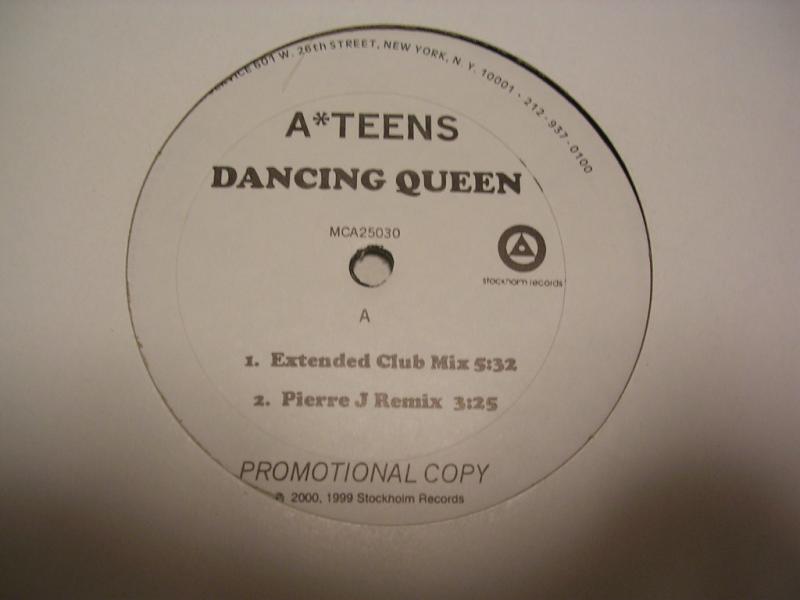 SERVICE 601 W. 26th STREET, NEW YORK, N. Y. 10001 - 212-937-0100
A*TEENS
DANCING QUEEN
MCA25030
stockholm records
A
1. Extended Club Mix 5:32
2. Pierre J Remix 3:25
PROMOTIONAL COPY
℗ 2000, 1999 Stockholm Records